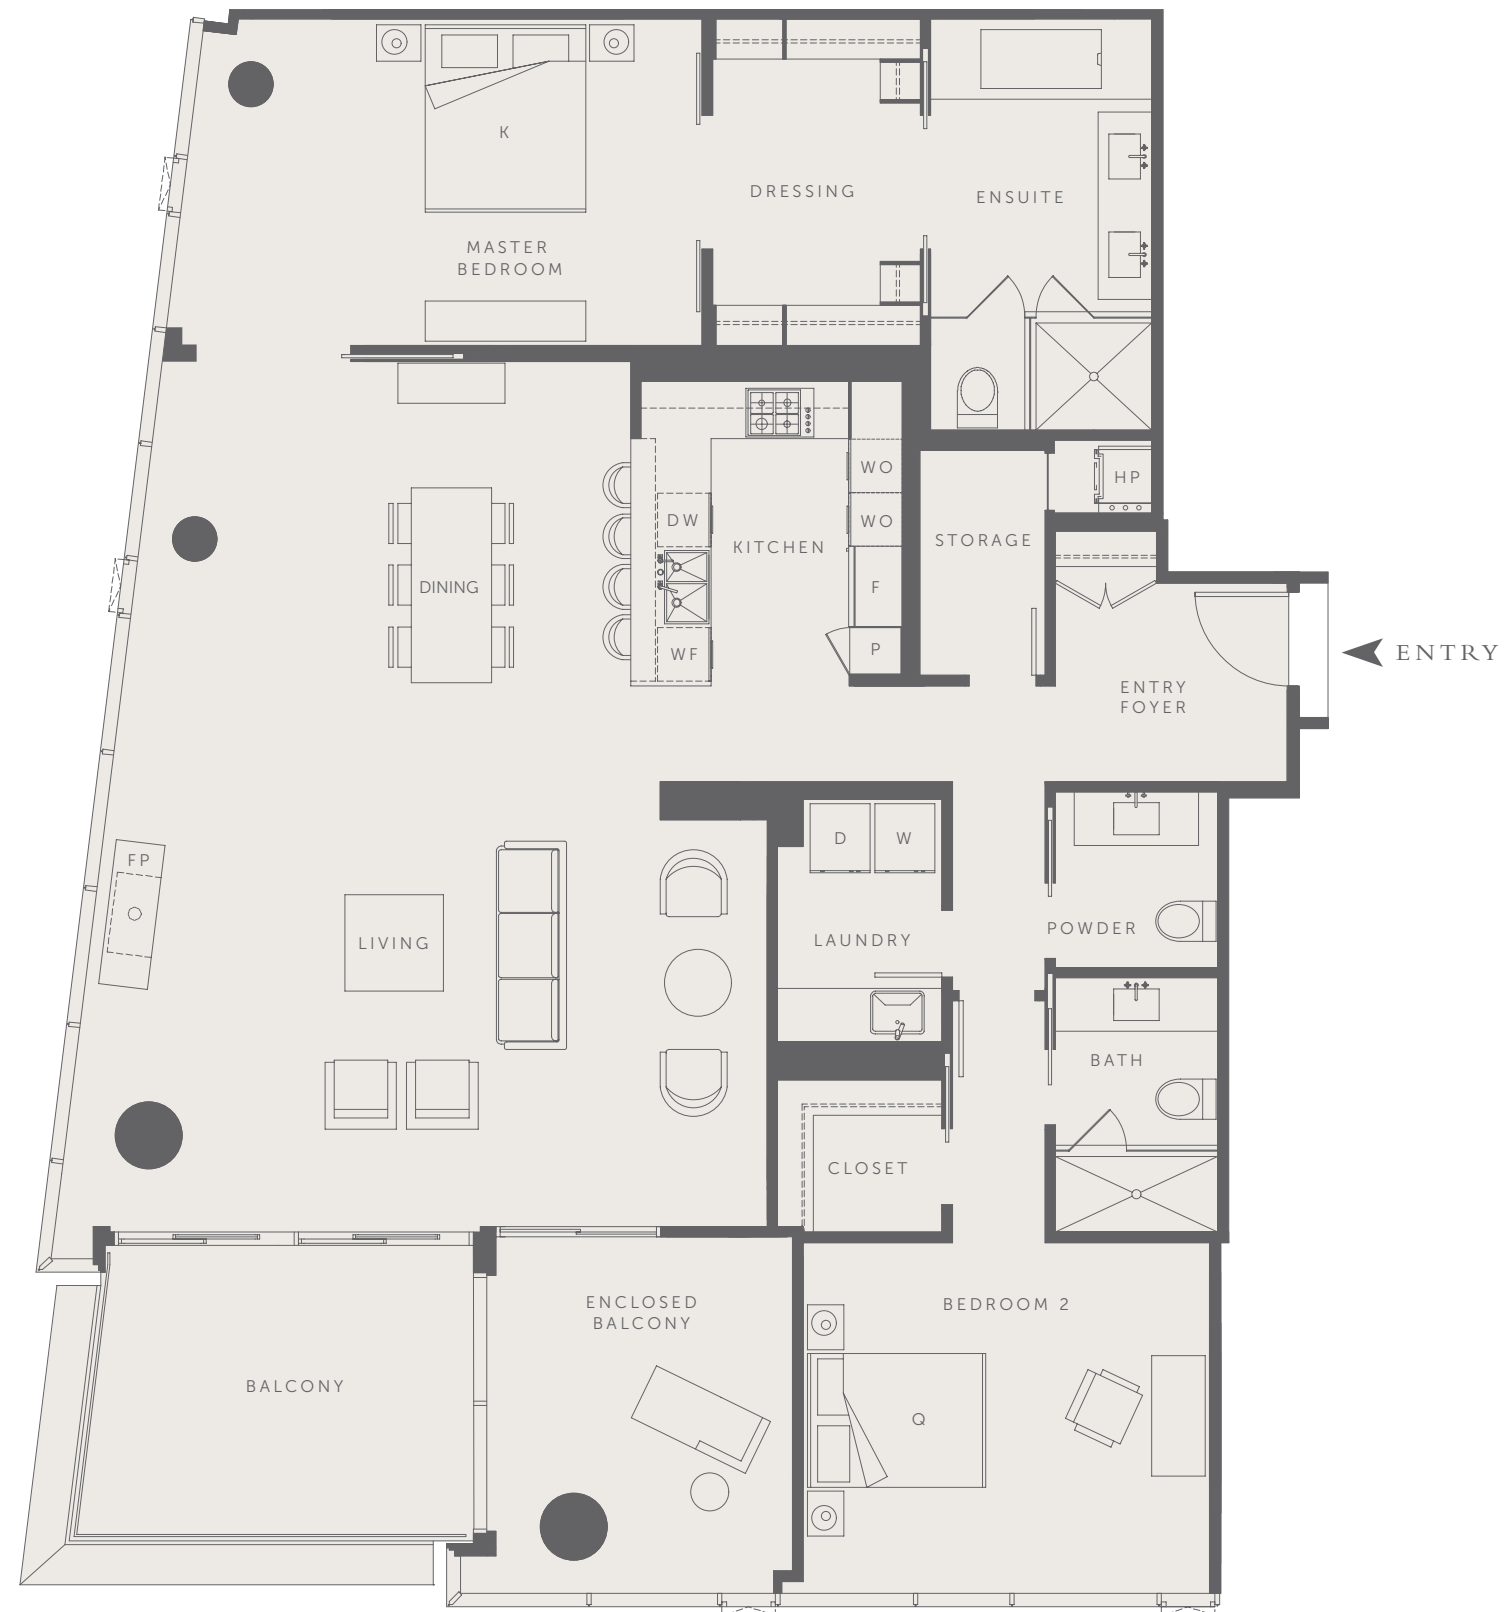 K
DRESSING
ENSUITE
MASTER
BEDROOM
WO
HP
DW
WO
STORAGE
KITCHEN
DINING
F
WF
P
ENTRY
ENTRY
FOYER
D
W
FP
POWDER
LIVING
LAUNDRY
BATH
CLOSET
ENCLOSED
BALCONY
BEDROOM 2
BALCONY
Q